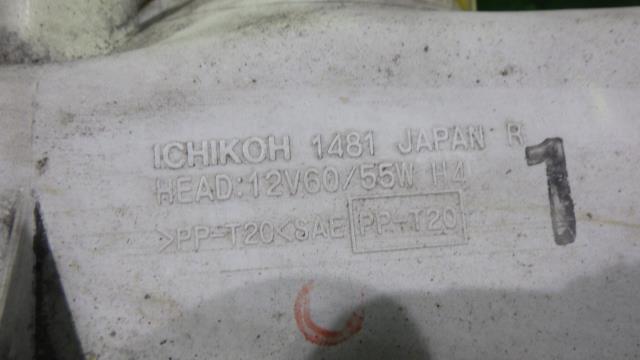 ICHIKOH 1481 JAPAN R
HEAD:12V60/55W H4
>PP-T20< SAE PP-T20
1